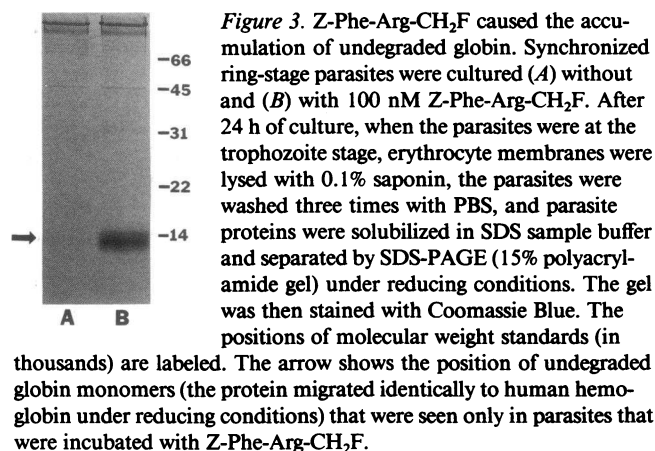 -66
-45
-31
-22
-14
A B
Figure 3. Z-Phe-Arg-CH₂F caused the accu-
mulation of undegraded globin. Synchronized
ring-stage parasites were cultured (A) without
and (B) with 100 nM Z-Phe-Arg-CH₂F. After
24 h of culture, when the parasites were at the
trophozoite stage, erythrocyte membranes were
lysed with 0.1% saponin, the parasites were
washed three times with PBS, and parasite
proteins were solubilized in SDS sample buffer
and separated by SDS-PAGE (15% polyacryl-
amide gel) under reducing conditions. The gel
was then stained with Coomassie Blue. The
positions of molecular weight standards (in
thousands) are labeled. The arrow shows the position of undegraded
globin monomers (the protein migrated identically to human hemo-
globin under reducing conditions) that were seen only in parasites that
were incubated with Z-Phe-Arg-CH₂F.